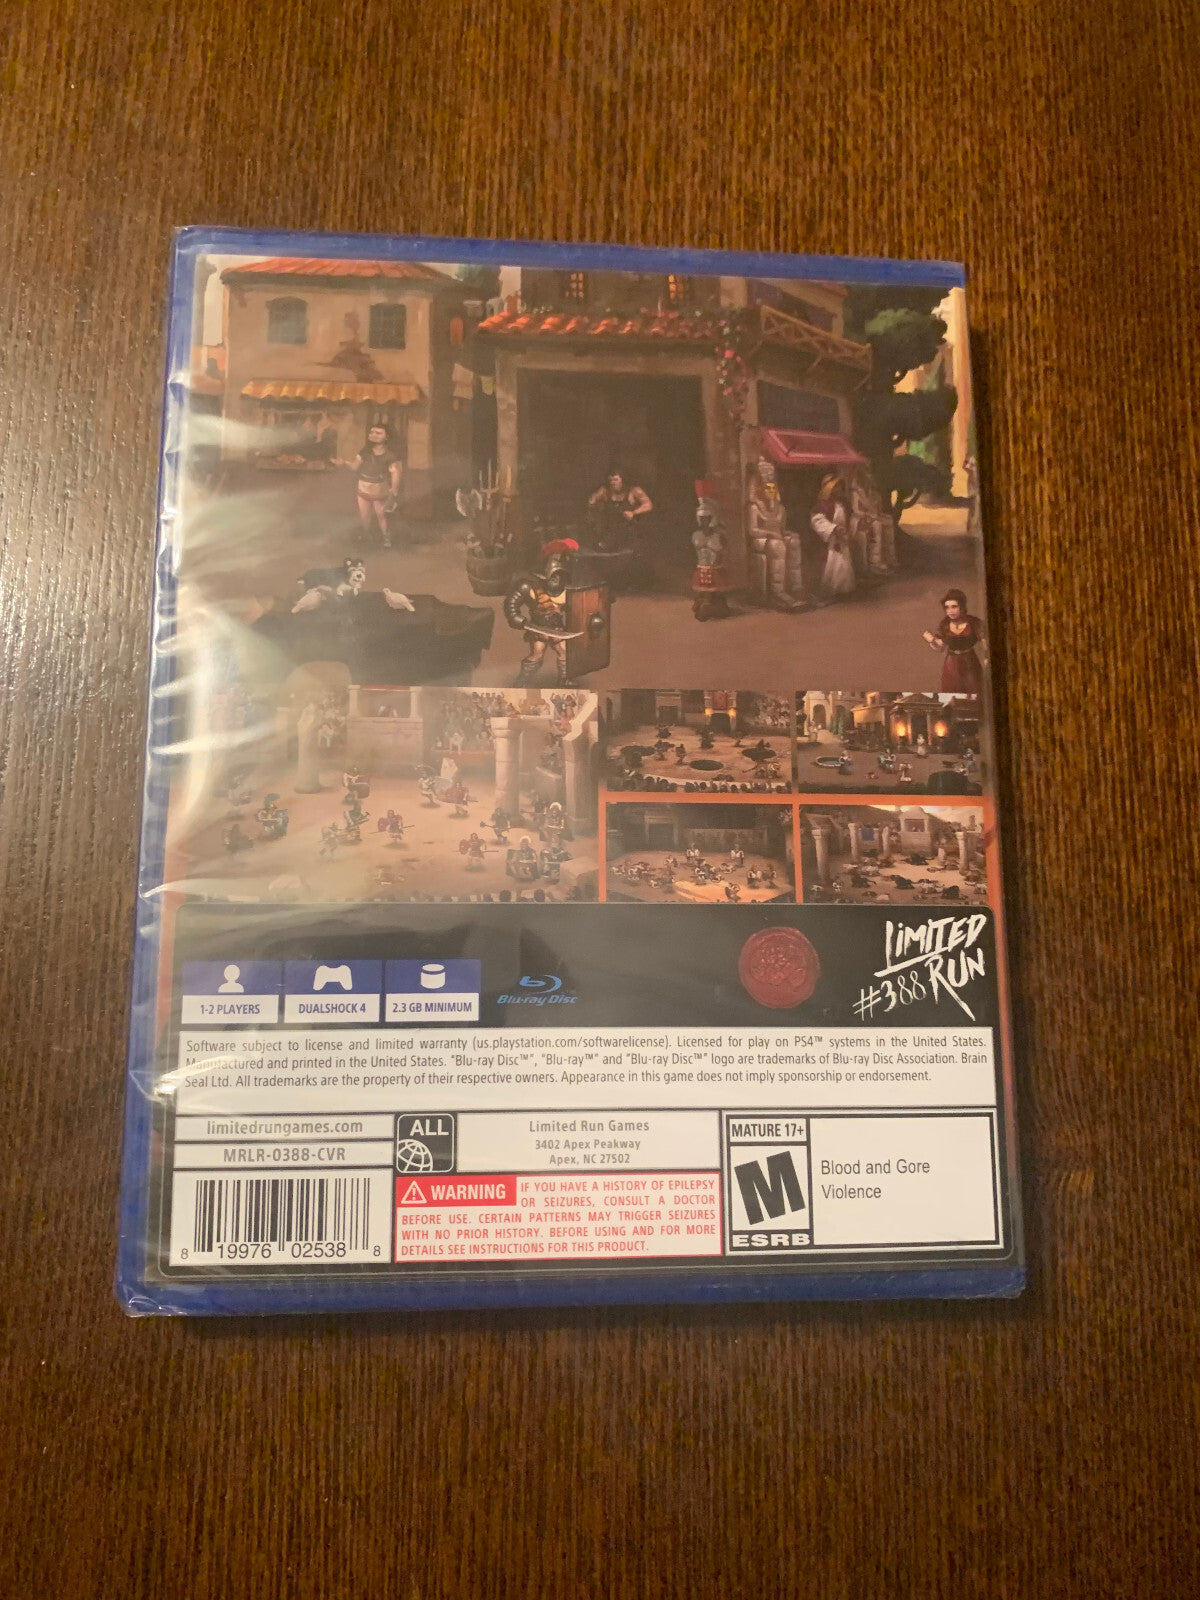 LiMiTED
RUN
#388
1-2 PLAYERS
DUALSHOCK 4
2.3 GB MINIMUM
Blu-ray Disc
Software subject to license and limited warranty (us.playstation.com/softwarelicense). Licensed for play on PS4™ systems in the United States.
Manufactured and printed in the United States. "Blu-ray Disc™", "Blu-ray™" and "Blu-ray Disc™" logo are trademarks of Blu-ray Disc Association. Brain
Seal Ltd. All trademarks are the property of their respective owners. Appearance in this game does not imply sponsorship or endorsement.
limitedrungames.com
MRLR-0388-CVR
8 19976 02538 8
ALL
Limited Run Games
3402 Apex Peakway
Apex, NC 27502
WARNING IF YOU HAVE A HISTORY OF EPILEPSY
OR SEIZURES, CONSULT A DOCTOR
BEFORE USE. CERTAIN PATTERNS MAY TRIGGER SEIZURES
WITH NO PRIOR HISTORY. BEFORE USING AND FOR MORE
DETAILS SEE INSTRUCTIONS FOR THIS PRODUCT.
MATURE 17+
M
ESRB
Blood and Gore
Violence